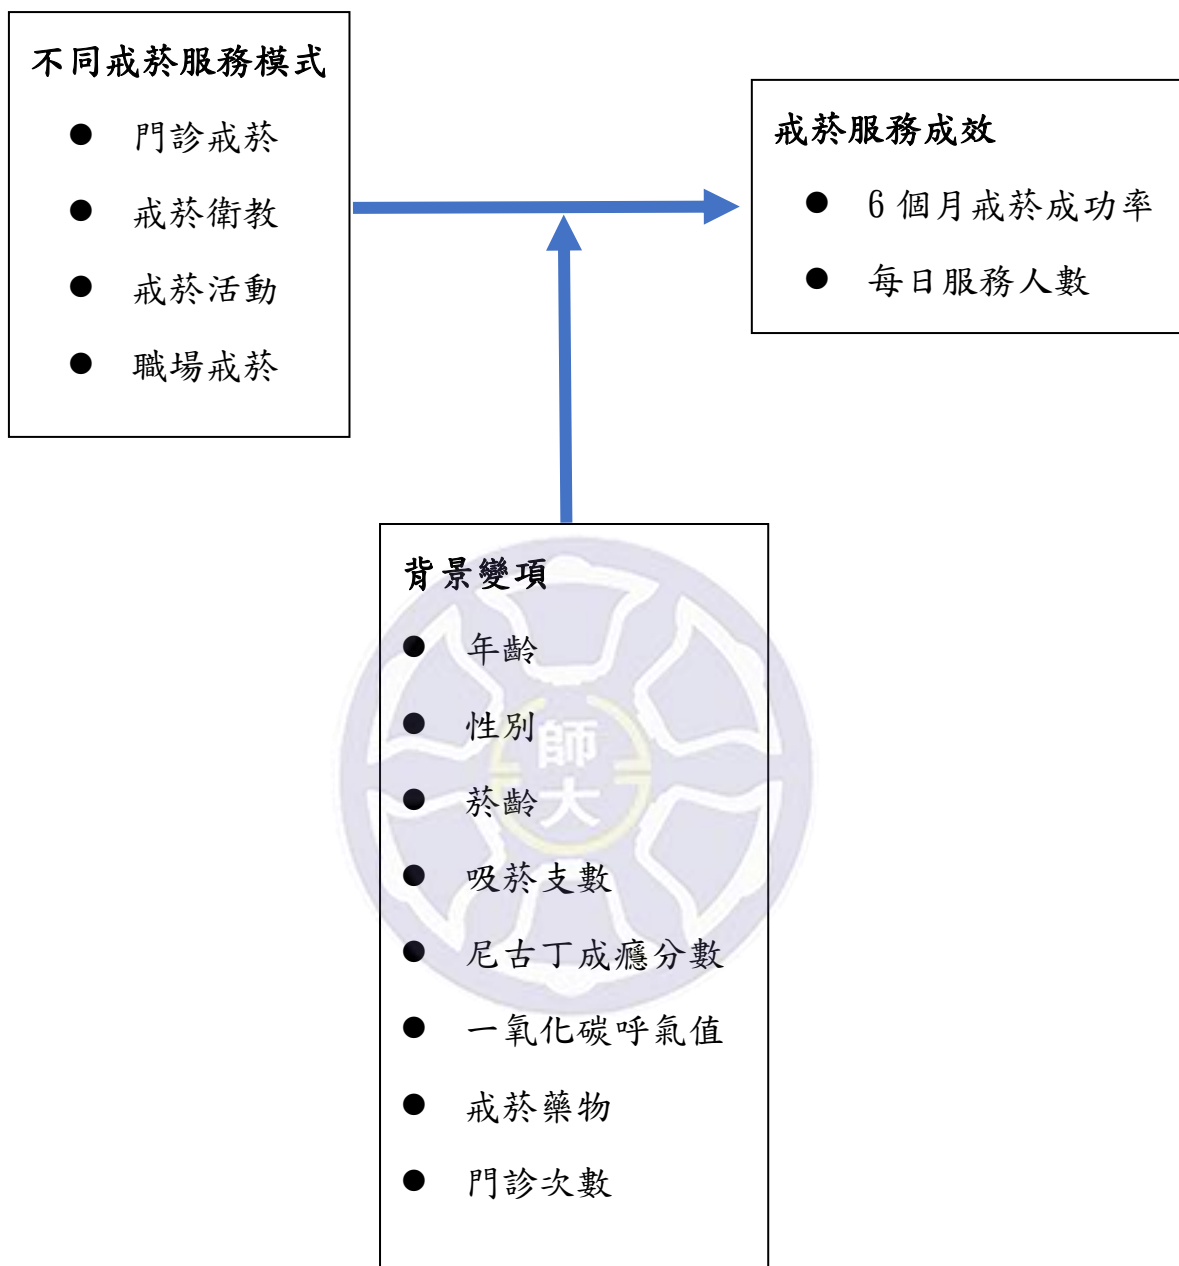 不同戒菸服務模式
● 門診戒菸
● 戒菸衛教
● 戒菸活動
● 職場戒菸
戒菸服務成效
● 6 個月戒菸成功率
● 每日服務人數
背景變項
● 年齡
● 性別
● 菸齡
● 吸菸支數
● 尼古丁成癮分數
● 一氧化碳呼氣值
● 戒菸藥物
● 門診次數
師
大